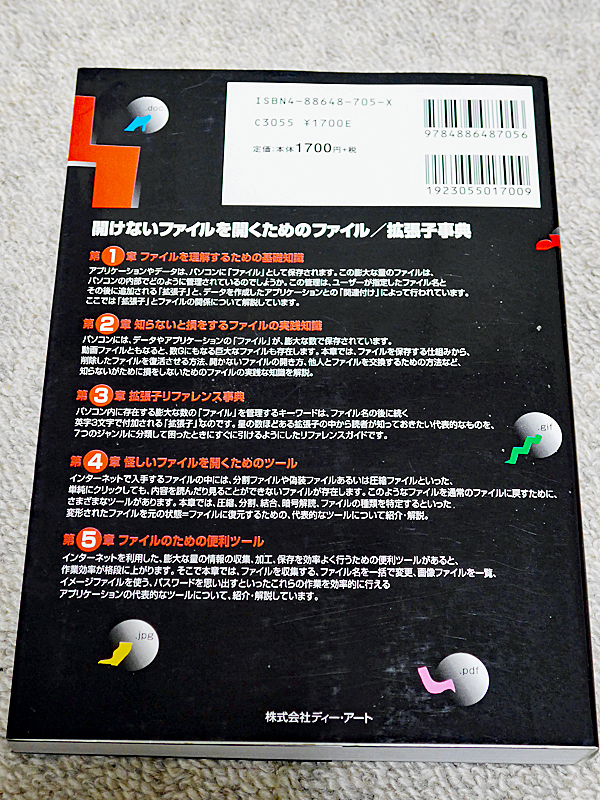 .doc
ISBN4-88648-705-X
C3055 ¥1700E
定価:本体1700円+税
9784886487056
1923055017009
開けないファイルを開くためのファイル/拡張子事典
第1章 ファイルを理解するための基礎知識
アプリケーションやデータは、パソコンに「ファイル」として保存されます。この膨大な量のファイルは、
パソコンの内部でどのように管理されているのでしょうか。この管理は、ユーザーが指定したファイル名と
その後に追加される「拡張子」と、データを作成したアプリケーションとの「関連付け」によって行われています。
ここでは「拡張子」とファイルの関係について解説しています。
第2章 知らないと損をするファイルの実践知識
パソコンには、データやアプリケーションの「ファイル」が、膨大な数で保存されています。
動画ファイルともなると、数Gにもなる巨大なファイルも存在します。本章では、ファイルを保存する仕組みから、
削除したファイルを復活させる方法、開かないファイルの開き方、他人とファイルを交換するための方法など、
知らないがために損をしないためのファイルの実践的な知識を解説。
第3章 拡張子リファレンス事典
パソコン内に存在する膨大な数の「ファイル」を管理するキーワードは、ファイル名の後に続く
英字3文字で付加される「拡張子」なのです。星の数ほどある拡張子の中から読者が知っておきたい代表的なものを、
7つのジャンルに分類して困ったときにすぐに引けるようにしたリファレンスガイドです。
.gif
第4章 怪しいファイルを開くためのツール
インターネットで入手するファイルの中には、分割ファイルや偽装ファイルあるいは圧縮ファイルといった、
単純にクリックしても、内容を読んだり見ることができないファイルが存在します。このようなファイルを通常のファイルに戻すために、
さまざまなツールがあります。本章では、圧縮、分割、結合、暗号解読、ファイルの種類を特定するといった
変形されたファイルを元の状態=ファイルに復元するための、代表的なツールについて紹介・解説。
第5章 ファイルのための便利ツール
インターネットを利用した、膨大な量の情報の収集、加工、保存を効率よく行うための便利ツールがあると、
作業効率が格段に上がります。そこで本章では、ファイルを収集する、ファイル名を一括で変更、画像ファイルを一覧、
イメージファイルを使う、パスワードを思い出すといったこれらの作業を効率的に行える
アプリケーションの代表的なツールについて、紹介・解説しています。
.jpg
.pdf
株式会社ディー・アート